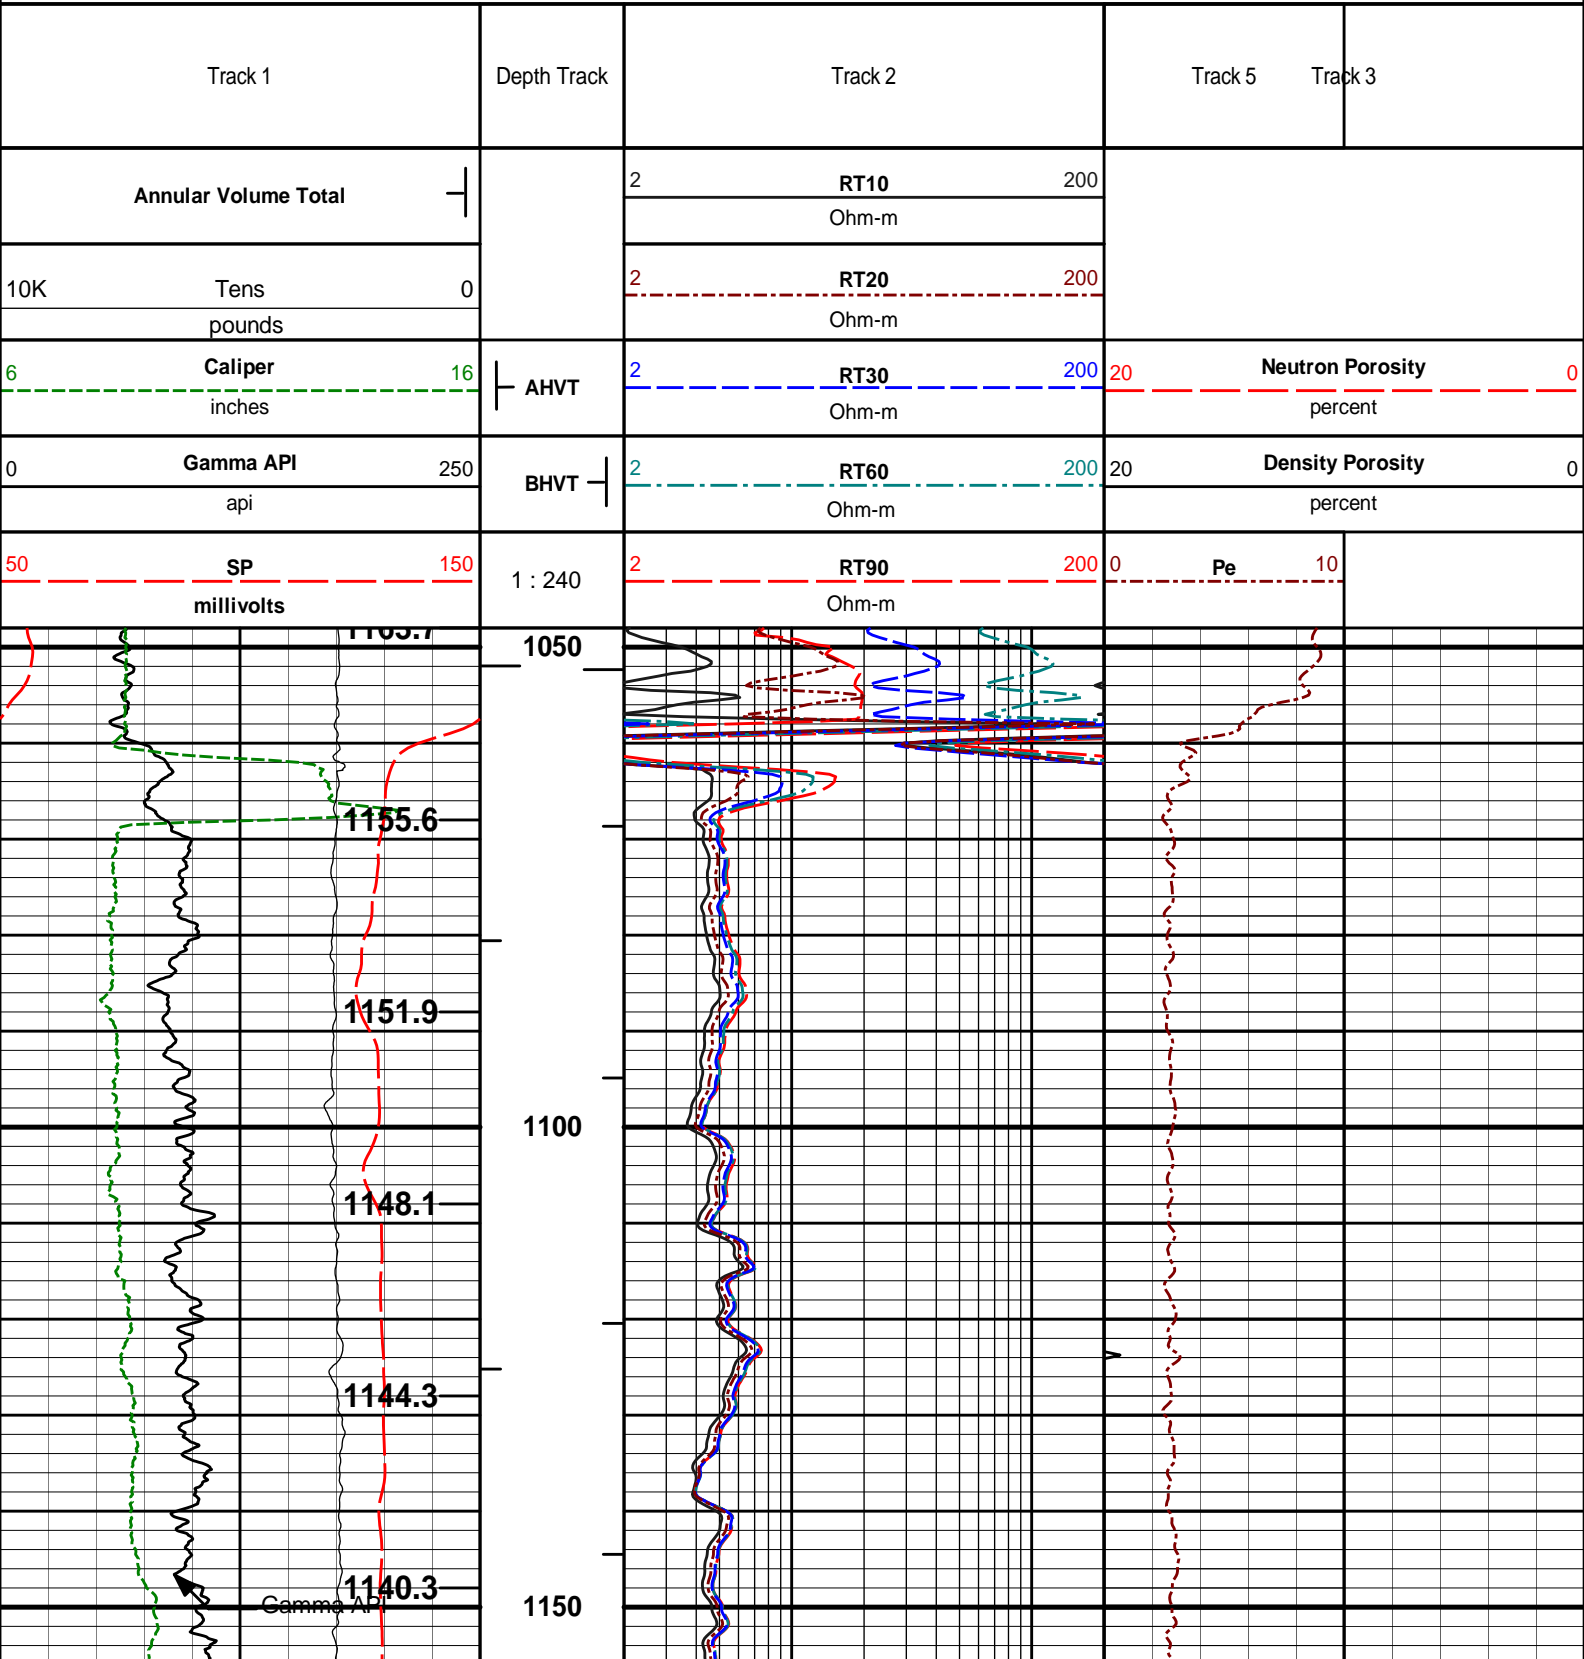 Track 1 Depth Track Track 2 Track 5 Track 3
Annular Volume Total
2 RT10 200
Ohm-m
10K Tens 0
pounds
2 RT20 200
Ohm-m
6 Caliper 16
inches
AHVT
2 RT30 200
Ohm-m
20 Neutron Porosity 0
percent
0 Gamma API 250
api
BHVT
2 RT60 200
Ohm-m
20 Density Porosity 0
percent
50 SP 150
millivolts
1 : 240
2 RT90 200
Ohm-m
0 Pe 10
1050
1155.6
1151.9
1100
1148.1
1144.3
1140.3
Gamma API
1150